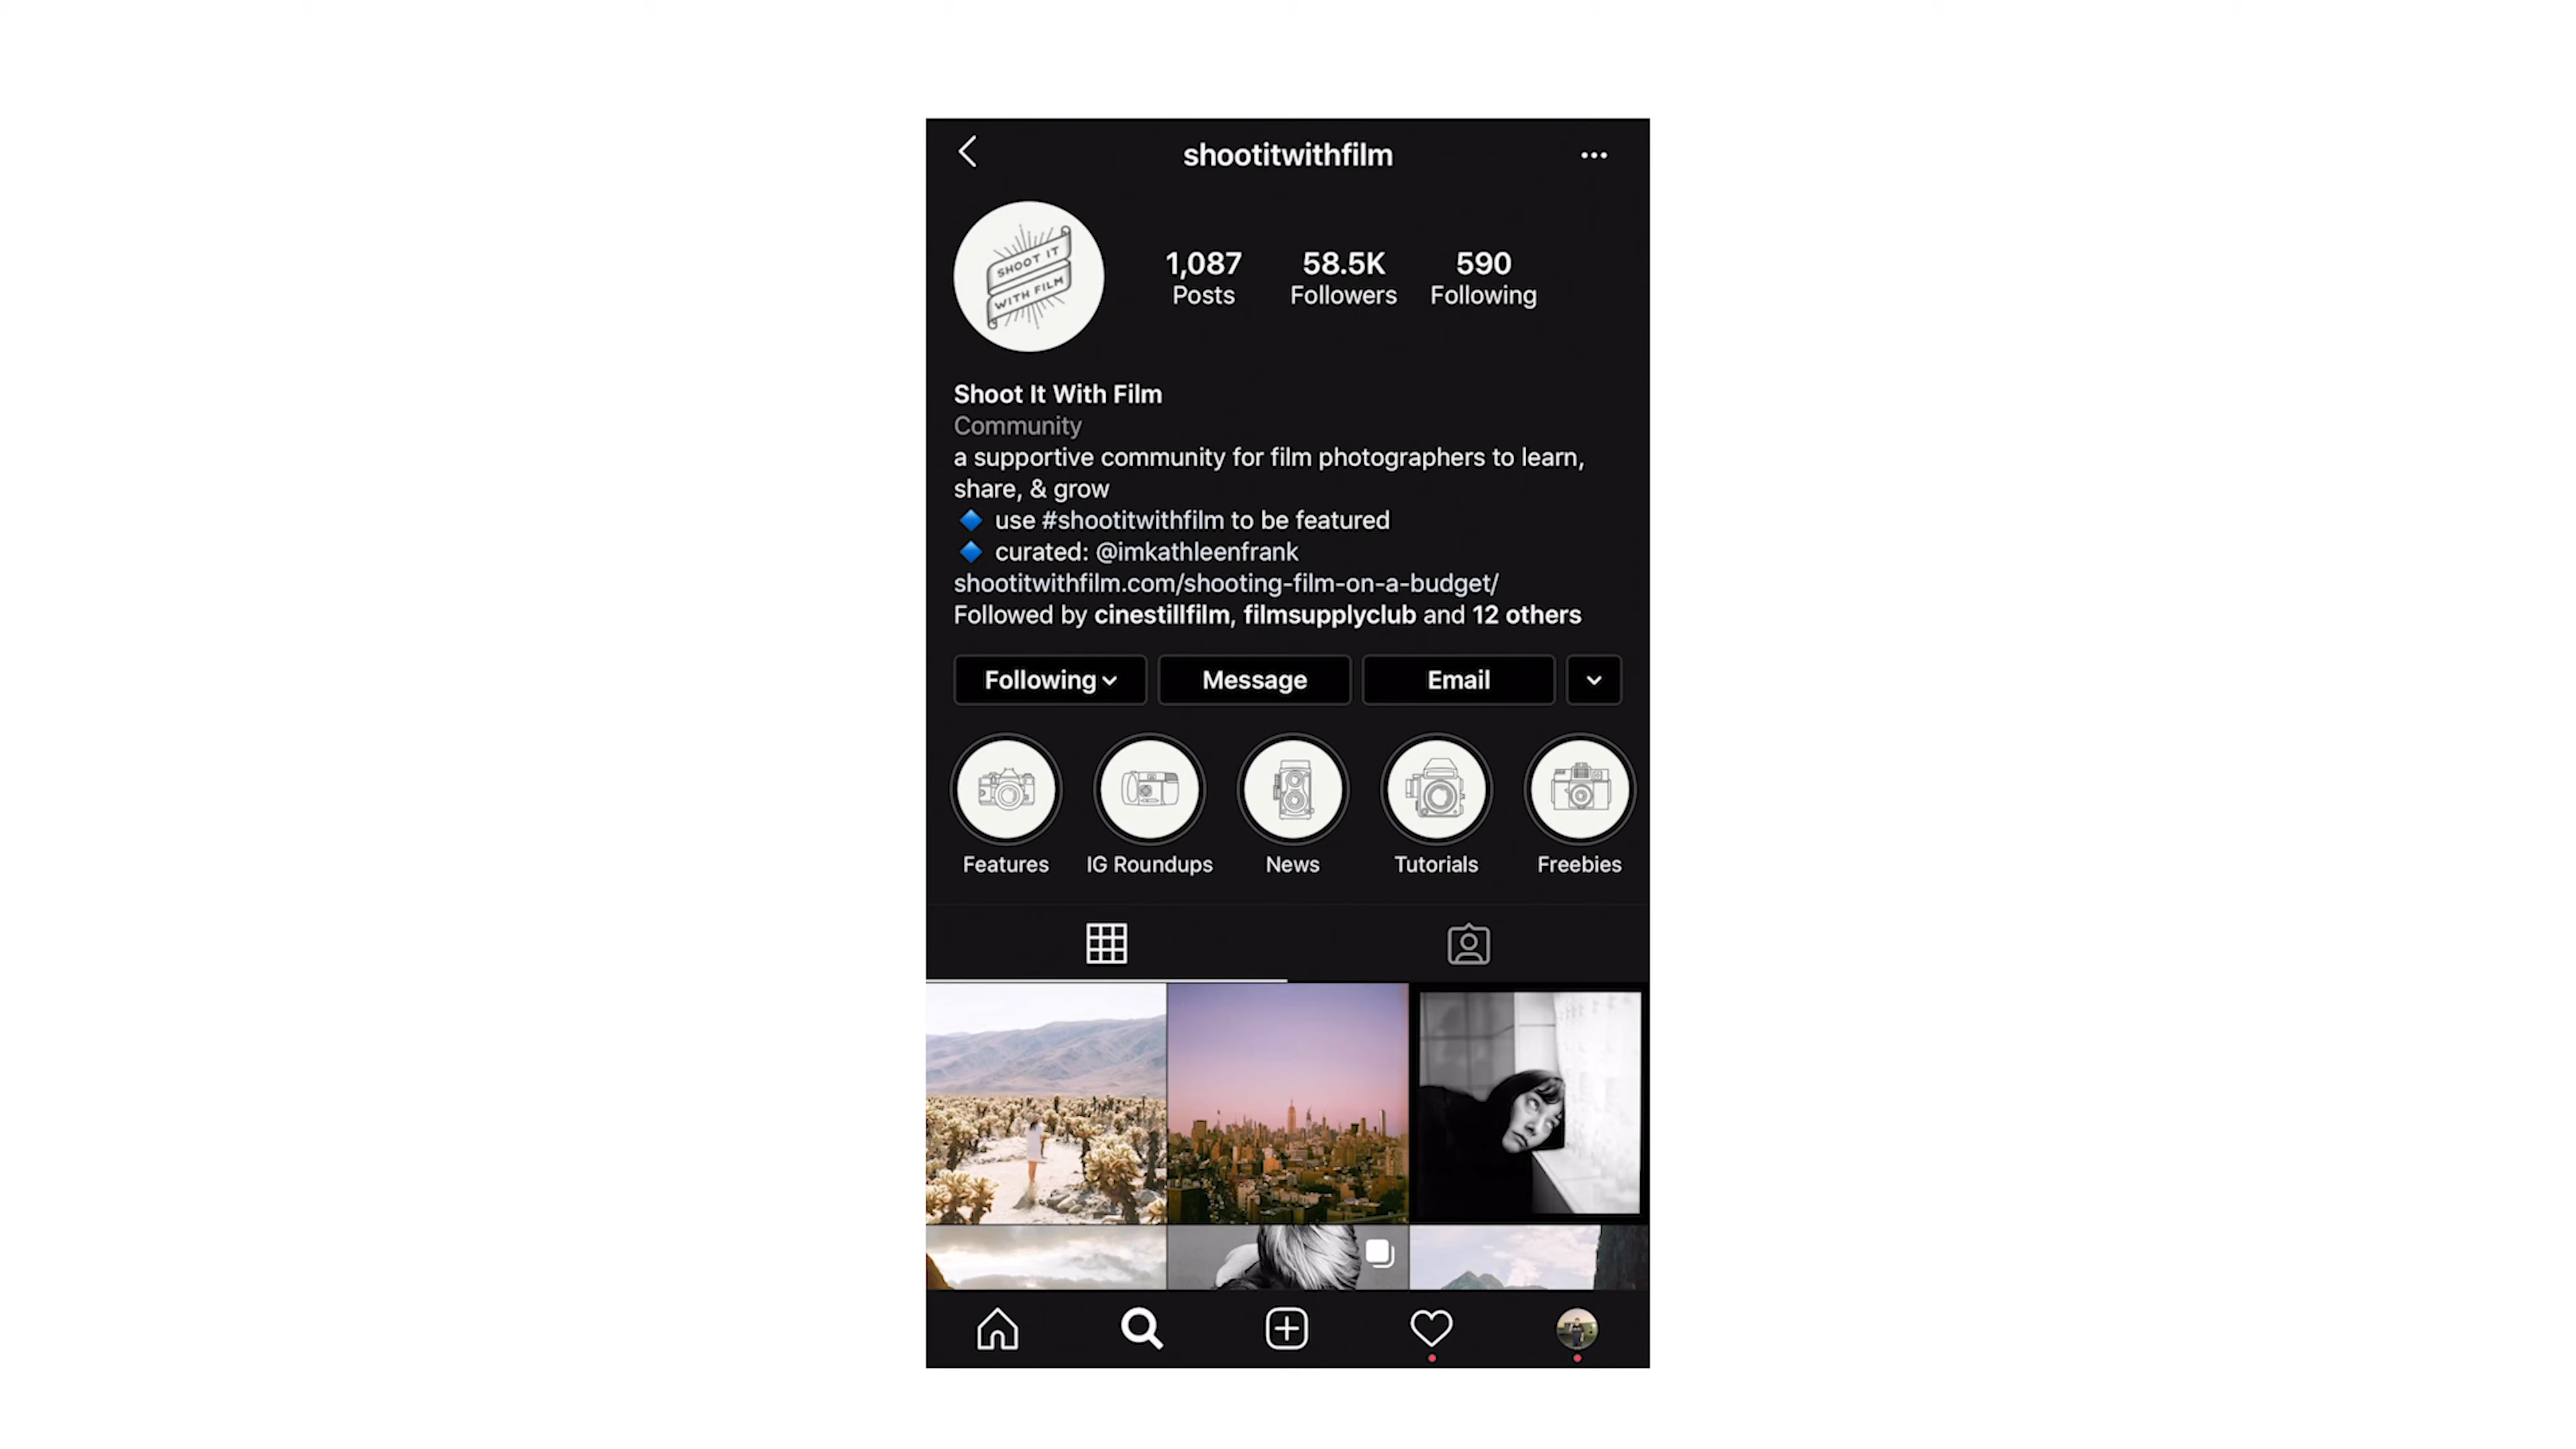 shootitwithfilm
SHOOT IT
WITH FILM
1,087
Posts
58.5K
Followers
590
Following
Shoot It With Film
Community
a supportive community for film photographers to learn,
share, & grow
🔷 use #shootitwithfilm to be featured
🔷 curated: @imkathleenfrank
shootitwithfilm.com/shooting-film-on-a-budget/
Followed by cinestillfilm, filmsupplyclub and 12 others
Following
Message
Email
Features
IG Roundups
News
Tutorials
Freebies